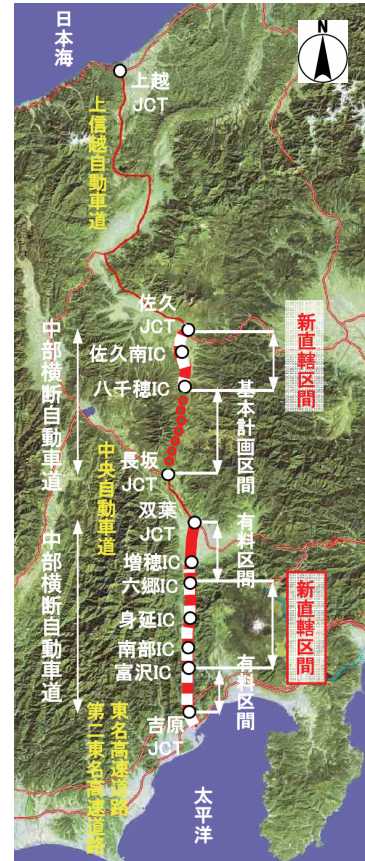 日本海
N
上越
JCT
上信越自動車道
佐久
JCT
佐久南IC
八千穂IC
新直轄区間
中部横断自動車道
基本計画区間
長坂
JCT
中央自動車道
双葉
JCT
有料区間
増穂IC
六郷IC
中部横断自動車道
身延IC
新直轄区間
南部IC
富沢IC
有料区間
吉原
JCT
東名高速道路
第二東名高速道路
太平洋